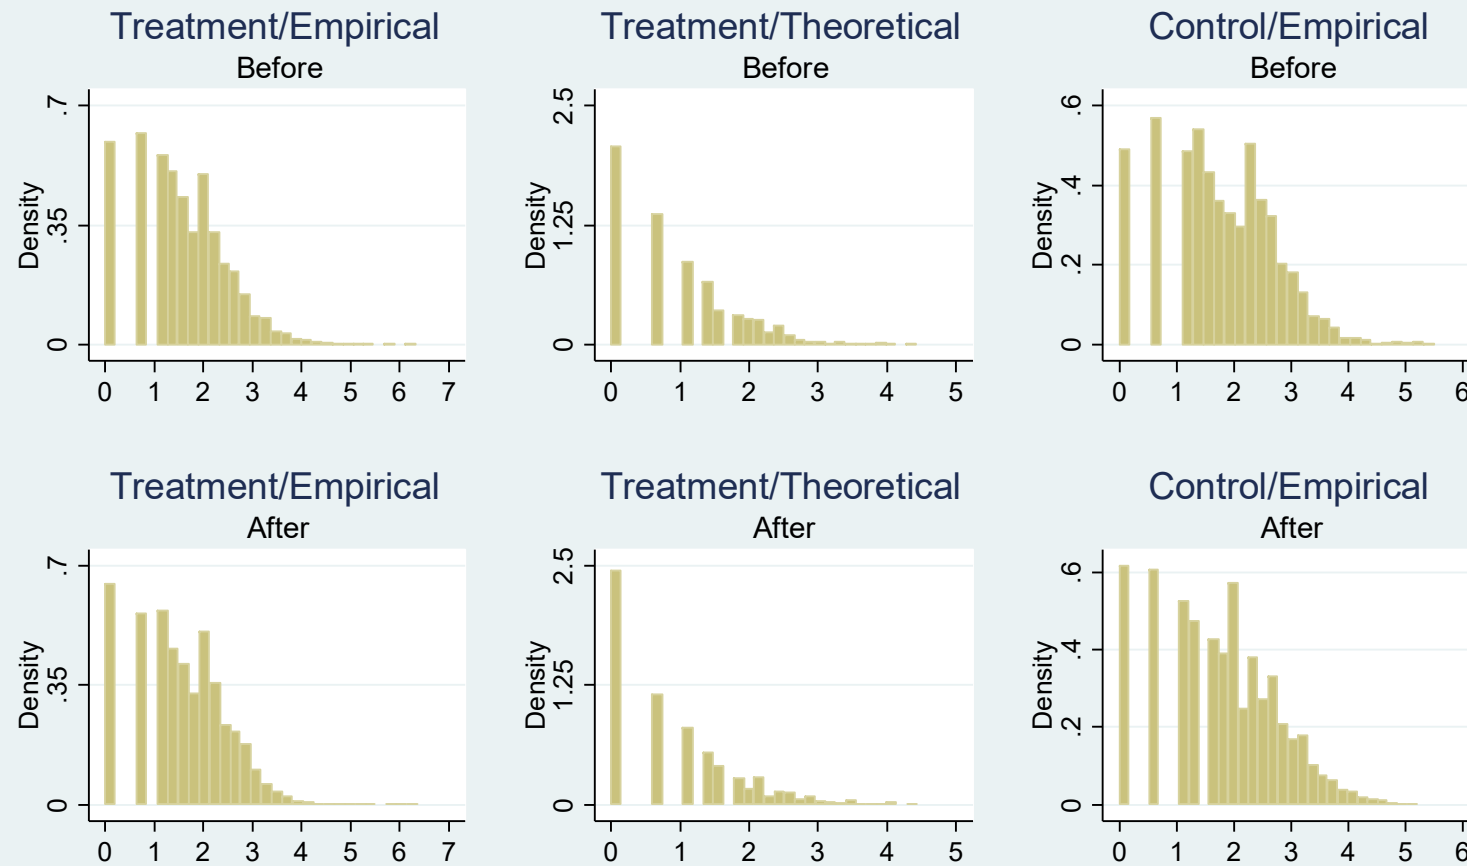 Treatment/Empirical
Before
Density
.7
.35
0
0 1 2 3 4 5 6 7
Treatment/Theoretical
Before
Density
2.5
1.25
0
0 1 2 3 4 5
Control/Empirical
Before
Density
.6
.4
.2
0
0 1 2 3 4 5 6
Treatment/Empirical
After
Density
.7
.35
0
0 1 2 3 4 5 6 7
Treatment/Theoretical
After
Density
2.5
1.25
0
0 1 2 3 4 5
Control/Empirical
After
Density
.6
.4
.2
0
0 1 2 3 4 5 6